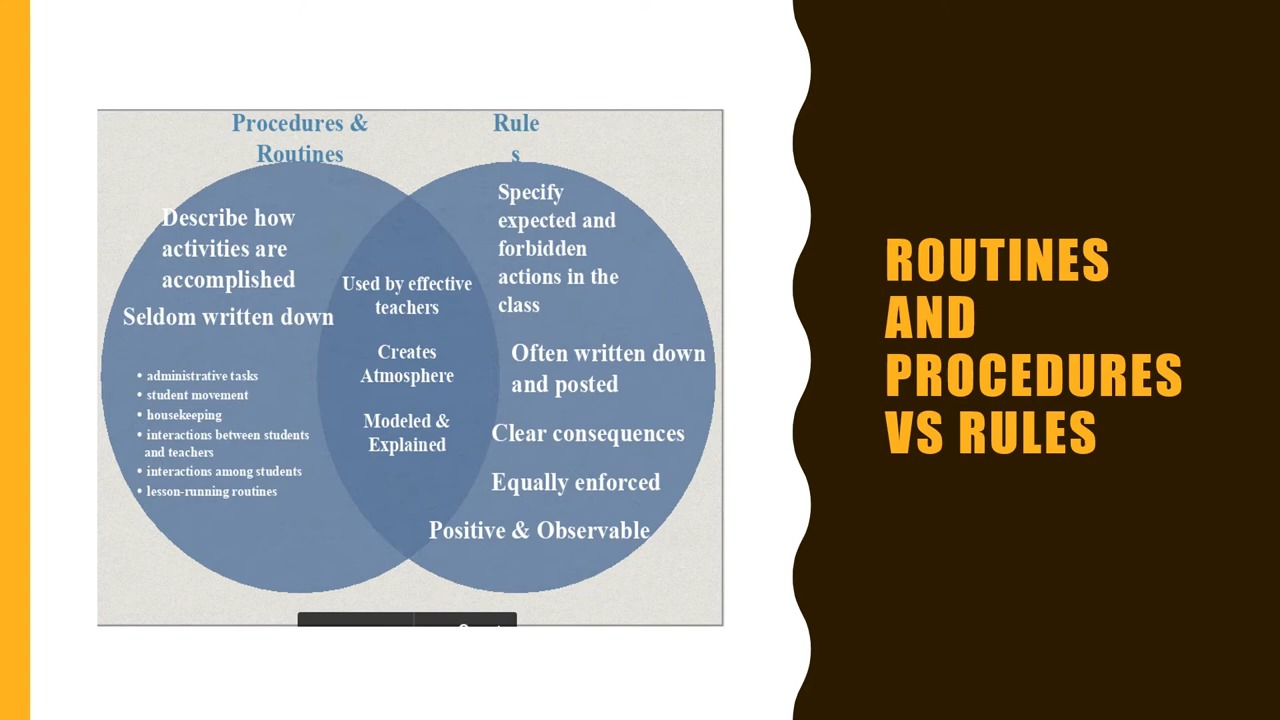 Procedures &
Routines
Describe how
activities are
accomplished
Seldom written down
• administrative tasks
• student movement
• housekeeping
• interactions between students
and teachers
• interactions among students
• lesson-running routines
Used by effective
teachers
Creates
Atmosphere
Modeled &
Explained
Rule
s
Specify
expected and
forbidden
actions in the
class
Often written down
and posted
Clear consequences
Equally enforced
Positive & Observable
ROUTINES
AND
PROCEDURES
VS RULES